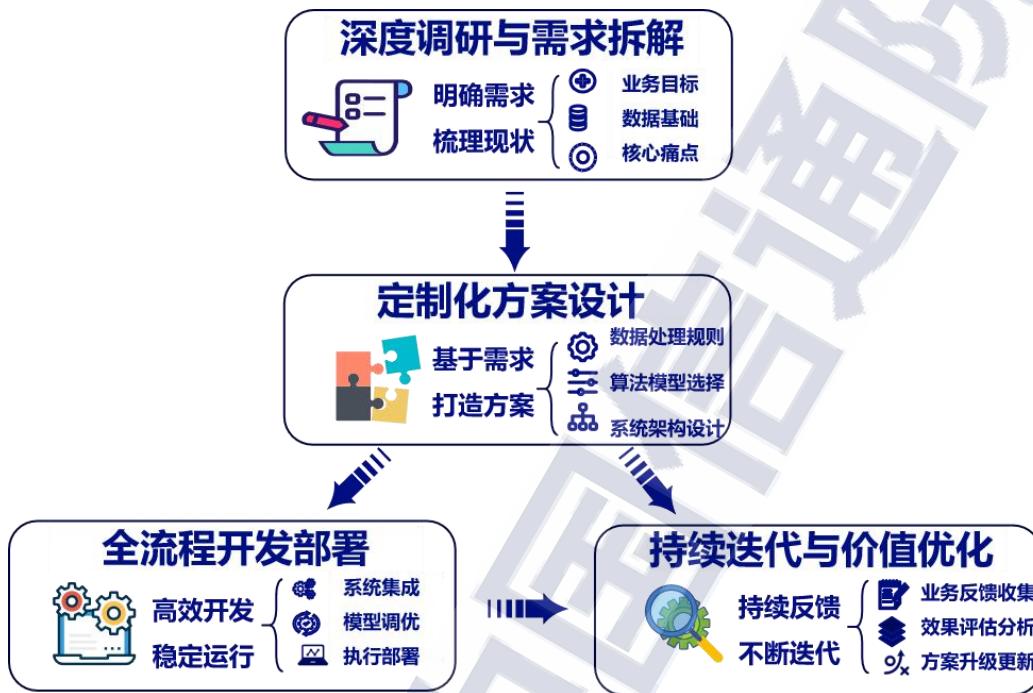 深度调研与需求拆解
明确需求
梳理现状
业务目标
数据基础
核心痛点
定制化方案设计
基于需求
打造方案
数据处理规则
算法模型选择
系统架构设计
全流程开发部署
高效开发
稳定运行
系统集成
模型调优
执行部署
持续迭代与价值优化
持续反馈
不断迭代
业务反馈收集
效果评估分析
方案升级更新
国信通院